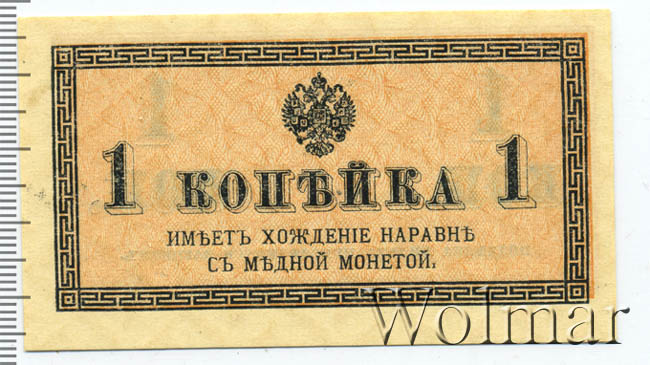 1 КОПѢЙКА 1
ИМѢЕТЪ ХОЖДЕНІЕ НАРАВНѢ
СЪ МѢДНОЙ МОНЕТОЙ.
Wolmar